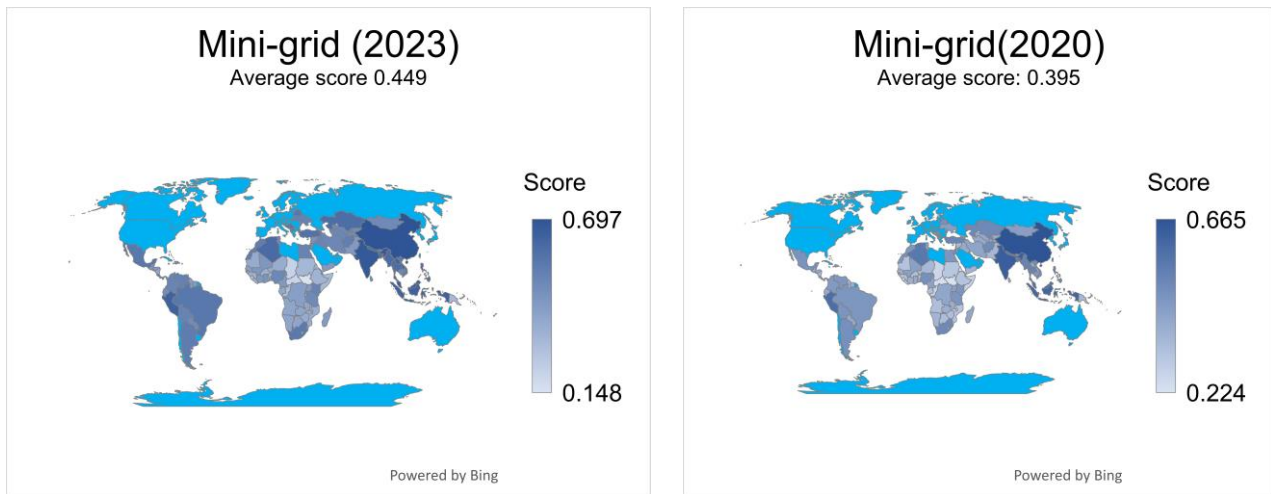 Mini-grid (2023)
Average score 0.449
Score
0.697
0.148
Powered by Bing
Mini-grid(2020)
Average score: 0.395
Score
0.665
0.224
Powered by Bing